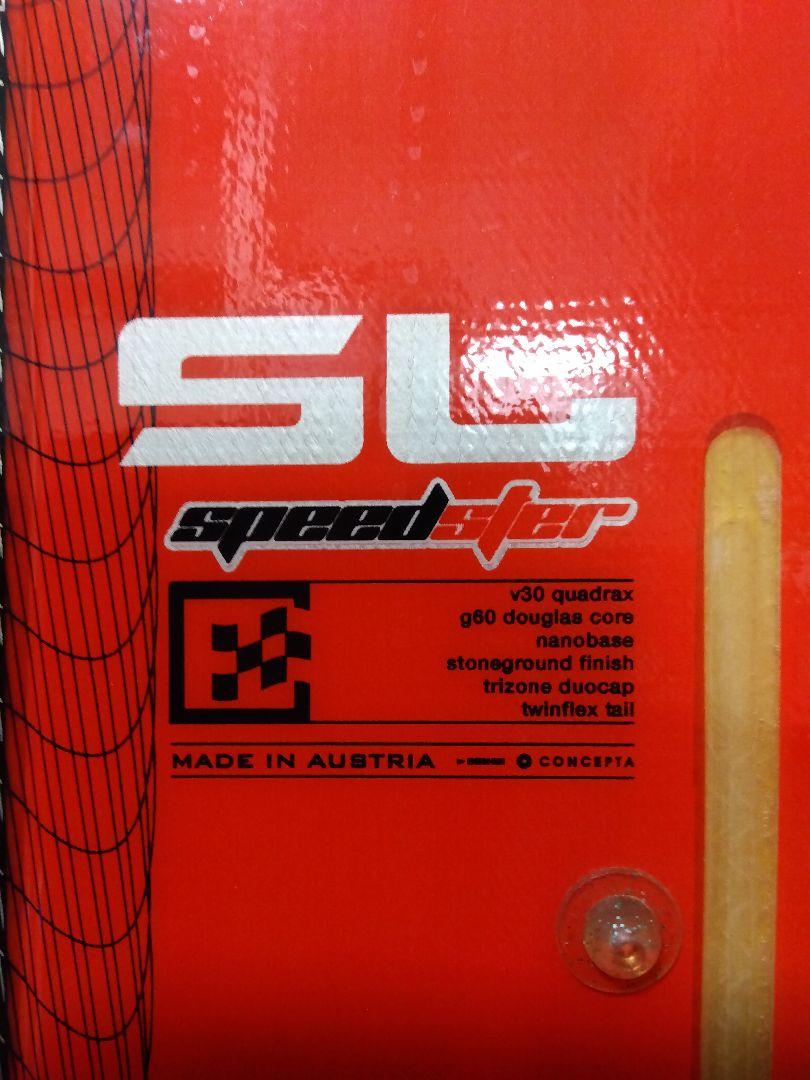 SL
speedster
v30 quadrax
g60 douglas core
nanobase
stoneground finish
trizone duocap
twinflex tail
MADE IN AUSTRIA CONCEPTA